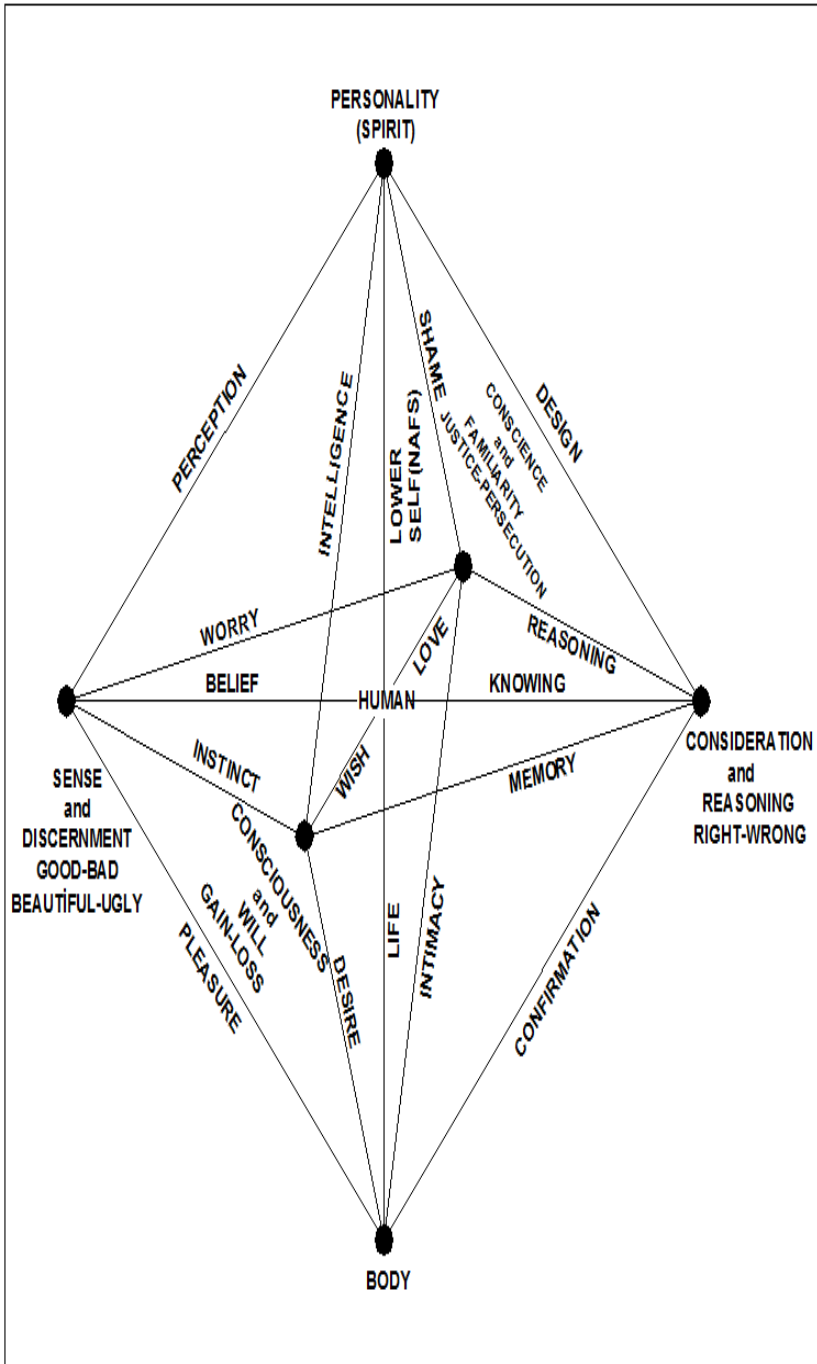 PERSONALITY
(SPIRIT)
PERCEPTION
INTELLIGENCE
LOWER
SELF(NAFS)
SHAME
CONSCIENCE
and
FAMILIARITY
JUSTICE-PERSECUTION
DESIGN
WORRY
LOVE
REASONING
BELIEF
HUMAN
KNOWING
INSTINCT
WISH
MEMORY
SENSE
and
DISCERNMENT
GOOD-BAD
BEAUTİFUL-UGLY
CONSIDERATION
and
REASONING
RIGHT-WRONG
CONSCIOUSNESS
and
WILL
GAIN-LOSS
PLEASURE
DESIRE
LIFE
INTIMACY
CONFIRMATION
BODY